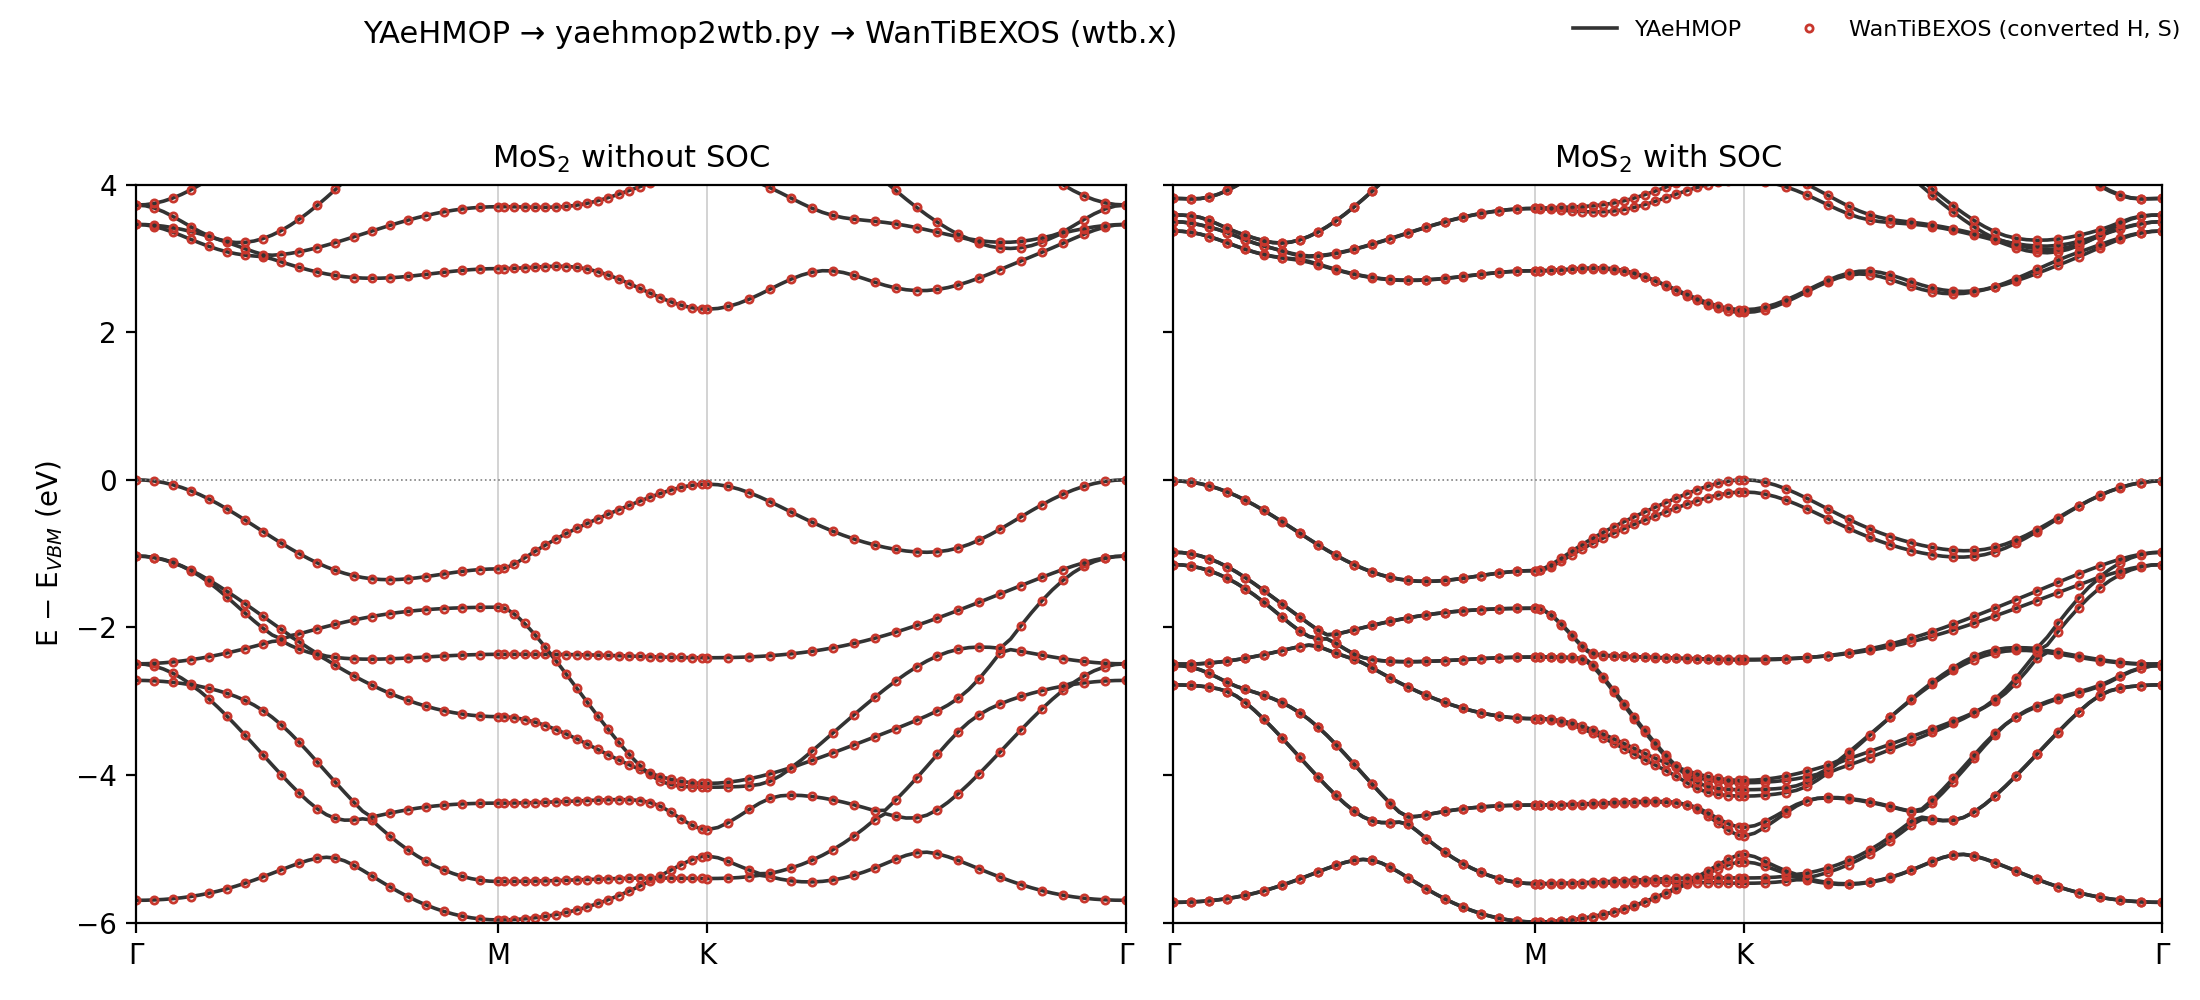 YAeHMOP → yaehmop2wtb.py → WanTiBEXOS (wtb.x)
YAeHMOP
WanTiBEXOS (converted H, S)
MoS₂ without SOC
MoS₂ with SOC
E − E_VBM (eV)
4
2
0
−2
−4
−6
Γ
M
K
Γ
Γ
M
K
Γ